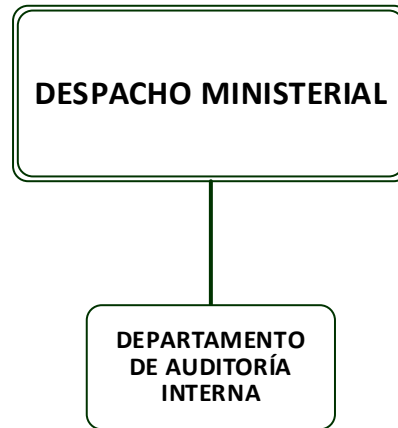 DESPACHO MINISTERIAL
DEPARTAMENTO
DE AUDITORÍA
INTERNA